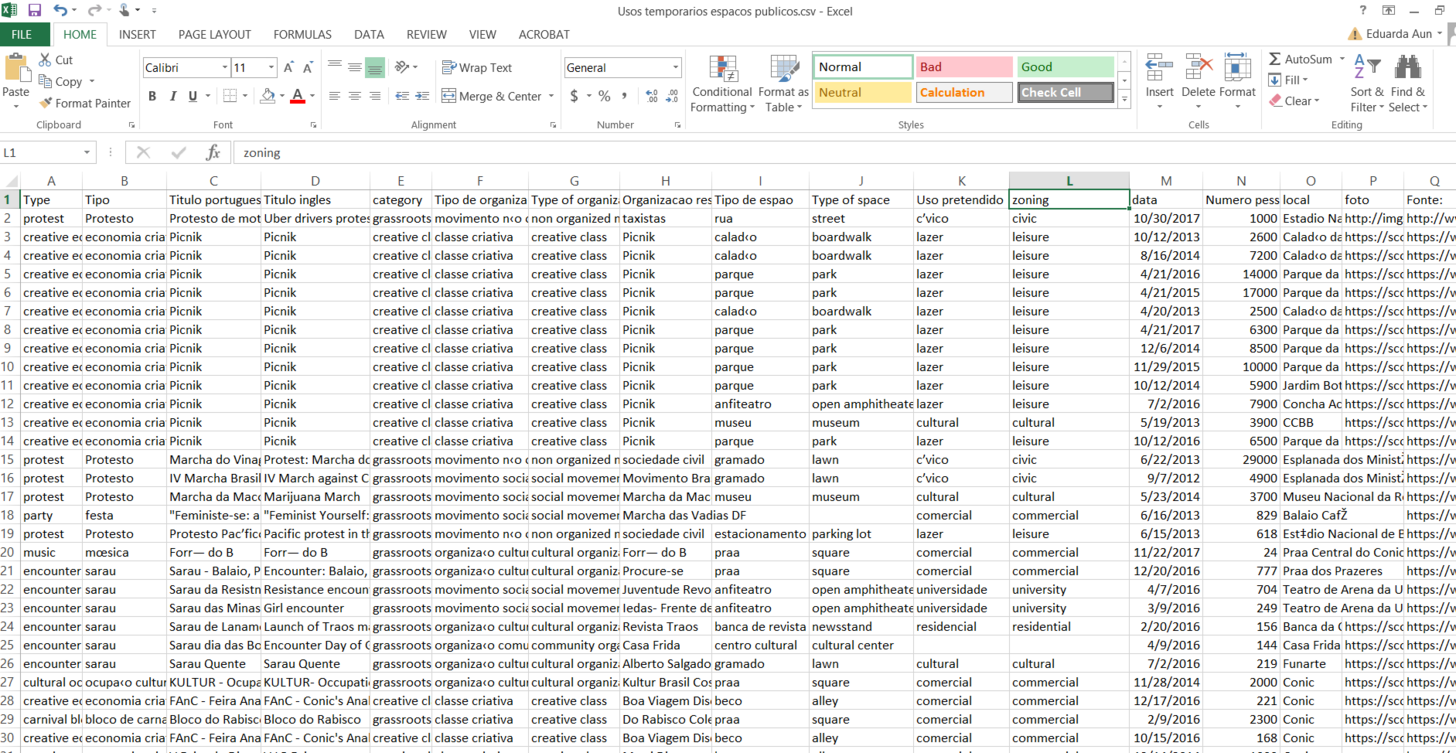 Usos temporarios espacos publicos.csv - Excel
FILE HOME INSERT PAGE LAYOUT FORMULAS DATA REVIEW VIEW ACROBAT Eduarda Aun
Paste Cut Copy Format Painter Clipboard
Calibri 11 B I U A Font
Wrap Text Merge & Center Alignment
General $ % Number
Conditional Formatting Format as Table Normal Bad Good Neutral Calculation Check Cell Styles
Insert Delete Format Cells
AutoSum Fill Clear Sort & Filter Find & Select Editing
L1 fx zoning
A B C D E F G H I J K L M N O P Q
1 Type Tipo Titulo portugues Titulo ingles category Tipo de organiza Type of organiz Organizacao res Tipo de espao Type of space Uso pretendido zoning data Numero pess local foto Fonte:
2 protest Protesto Protesto de mot Uber drivers protes grassroots movimento n‹o o non organized m taxistas rua street c’vico civic 10/30/2017 1000 Estadio Na http://img http://w
3 creative ec economia cria Picnik Picnik creative cl classe criativa creative class Picnik calad‹o boardwalk lazer leisure 10/12/2013 2600 Calad‹o da https://sco https://w
4 creative ec economia cria Picnik Picnik creative cl classe criativa creative class Picnik calad‹o boardwalk lazer leisure 8/16/2014 7200 Calad‹o da https://sco https://w
5 creative ec economia cria Picnik Picnik creative cl classe criativa creative class Picnik parque park lazer leisure 4/21/2016 14000 Parque da https://sco https://w
6 creative ec economia cria Picnik Picnik creative cl classe criativa creative class Picnik parque park lazer leisure 4/21/2015 17000 Parque da https://sco https://w
7 creative ec economia cria Picnik Picnik creative cl classe criativa creative class Picnik calad‹o boardwalk lazer leisure 4/20/2013 2500 Calad‹o da https://sco https://w
8 creative ec economia cria Picnik Picnik creative cl classe criativa creative class Picnik parque park lazer leisure 4/21/2017 6300 Parque da https://sco https://w
9 creative ec economia cria Picnik Picnik creative cl classe criativa creative class Picnik parque park lazer leisure 12/6/2014 8500 Parque da https://sco https://w
10 creative ec economia cria Picnik Picnik creative cl classe criativa creative class Picnik parque park lazer leisure 11/29/2015 10000 Parque da https://sco https://w
11 creative ec economia cria Picnik Picnik creative cl classe criativa creative class Picnik parque park lazer leisure 10/12/2014 5900 Jardim Bot https://sco https://w
12 creative ec economia cria Picnik Picnik creative cl classe criativa creative class Picnik anfiteatro open amphitheate lazer leisure 7/2/2016 7900 Concha Ac https://sco https://w
13 creative ec economia cria Picnik Picnik creative cl classe criativa creative class Picnik museu museum cultural cultural 5/19/2013 3900 CCBB https://sco https://w
14 creative ec economia cria Picnik Picnik creative cl classe criativa creative class Picnik parque park lazer leisure 10/12/2016 6500 Parque da https://sco https://w
15 protest Protesto Marcha do Vinag Protest: Marcha do grassroots movimento n‹o o non organized m sociedade civil gramado lawn c’vico civic 6/22/2013 29000 Esplanada dos MinistŽ https://w
16 protest Protesto IV Marcha Brasil IV March against C grassroots movimento socia social movemen Movimento Bra gramado lawn c’vico civic 9/7/2012 4900 Esplanada dos MinistŽ https://w
17 protest Protesto Marcha da Maco Marijuana March grassroots movimento socia social movemen Marcha da Mac museu museum cultural cultural 5/23/2014 3700 Museu Nacional da R https://w
18 party festa "Feministe-se: a "Feminist Yourself: grassroots movimento socia social movemen Marcha das Vadias DF comercial commercial 6/16/2013 829 Balaio CafŽ https://w
19 protest Protesto Protesto Pac’fico Pacific protest in th grassroots movimento n‹o o non organized m sociedade civil estacionamento parking lot lazer leisure 6/15/2013 618 Est‡dio Nacional de B https://w
20 music mœsica Forr— do B Forr— do B grassroots organiza‹o cultu cultural organiz Forr— do B praa square comercial commercial 11/22/2017 24 Praa Central do Conic https://w
21 encounter sarau Sarau - Balaio, P Encounter: Balaio, grassroots organiza‹o cultu cultural organiz Procure-se praa square comercial commercial 12/20/2016 777 Praa dos Prazeres https://w
22 encounter sarau Sarau da Resistn Resistance encoun grassroots movimento socia social movemen Juventude Revo anfiteatro open amphitheate universidade university 4/7/2016 704 Teatro de Arena da U https://w
23 encounter sarau Sarau das Minas Girl encounter grassroots movimento socia social movemen Iedas- Frente de anfiteatro open amphitheate universidade university 3/9/2016 249 Teatro de Arena da U https://w
24 encounter sarau Sarau de Lanam Launch of Traos ma grassroots organiza‹o cultu cultural organiz Revista Traos banca de revista newsstand residencial residential 2/20/2016 156 Banca da C https://sco https://w
25 encounter sarau Sarau dia das Bo Encounter Day of C grassroots organiza‹o comu community orga Casa Frida centro cultural cultural center 4/9/2016 144 Casa Frida https://sco https://w
26 encounter sarau Sarau Quente Sarau Quente grassroots organiza‹o cultu cultural organiz Alberto Salgado gramado lawn cultural cultural 7/2/2016 219 Funarte https://sco https://w
27 cultural oc ocupa‹o cultur KULTUR - Ocupa KULTUR- Occupati grassroots organiza‹o cultu cultural organiz Kultur Brasil Cos praa square comercial commercial 11/28/2014 2000 Conic https://sco https://w
28 creative ec economia cria FAnC - Feira Ana FAnC - Conic's Anal creative cl classe criativa creative class Boa Viagem Dis beco alley comercial commercial 12/17/2016 221 Conic https://sco https://w
29 carnival bl bloco de carna Bloco do Rabisco Bloco do Rabisco grassroots classe criativa creative class Do Rabisco Cole praa square comercial commercial 2/9/2016 2300 Conic https://sco https://w
30 creative ec economia cria FAnC - Feira Ana FAnC - Conic's Anal creative cl classe criativa creative class Boa Viagem Dis beco alley comercial commercial 10/15/2016 168 Conic https://sco https://w